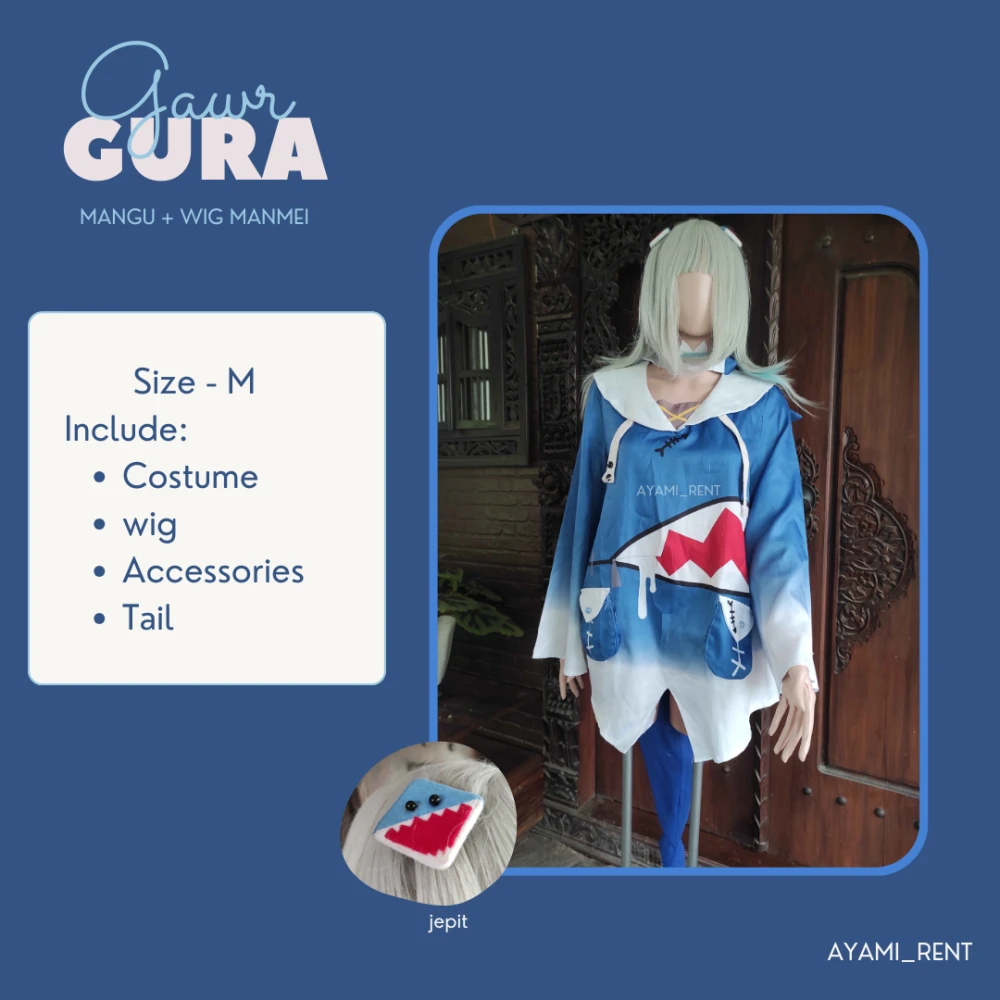 Gawr
GURA
MANGU + WIG MANMEI
Size - M
Include:
• Costume
• wig
• Accessories
• Tail
AYAMI_RENT
jepit
AYAMI_RENT